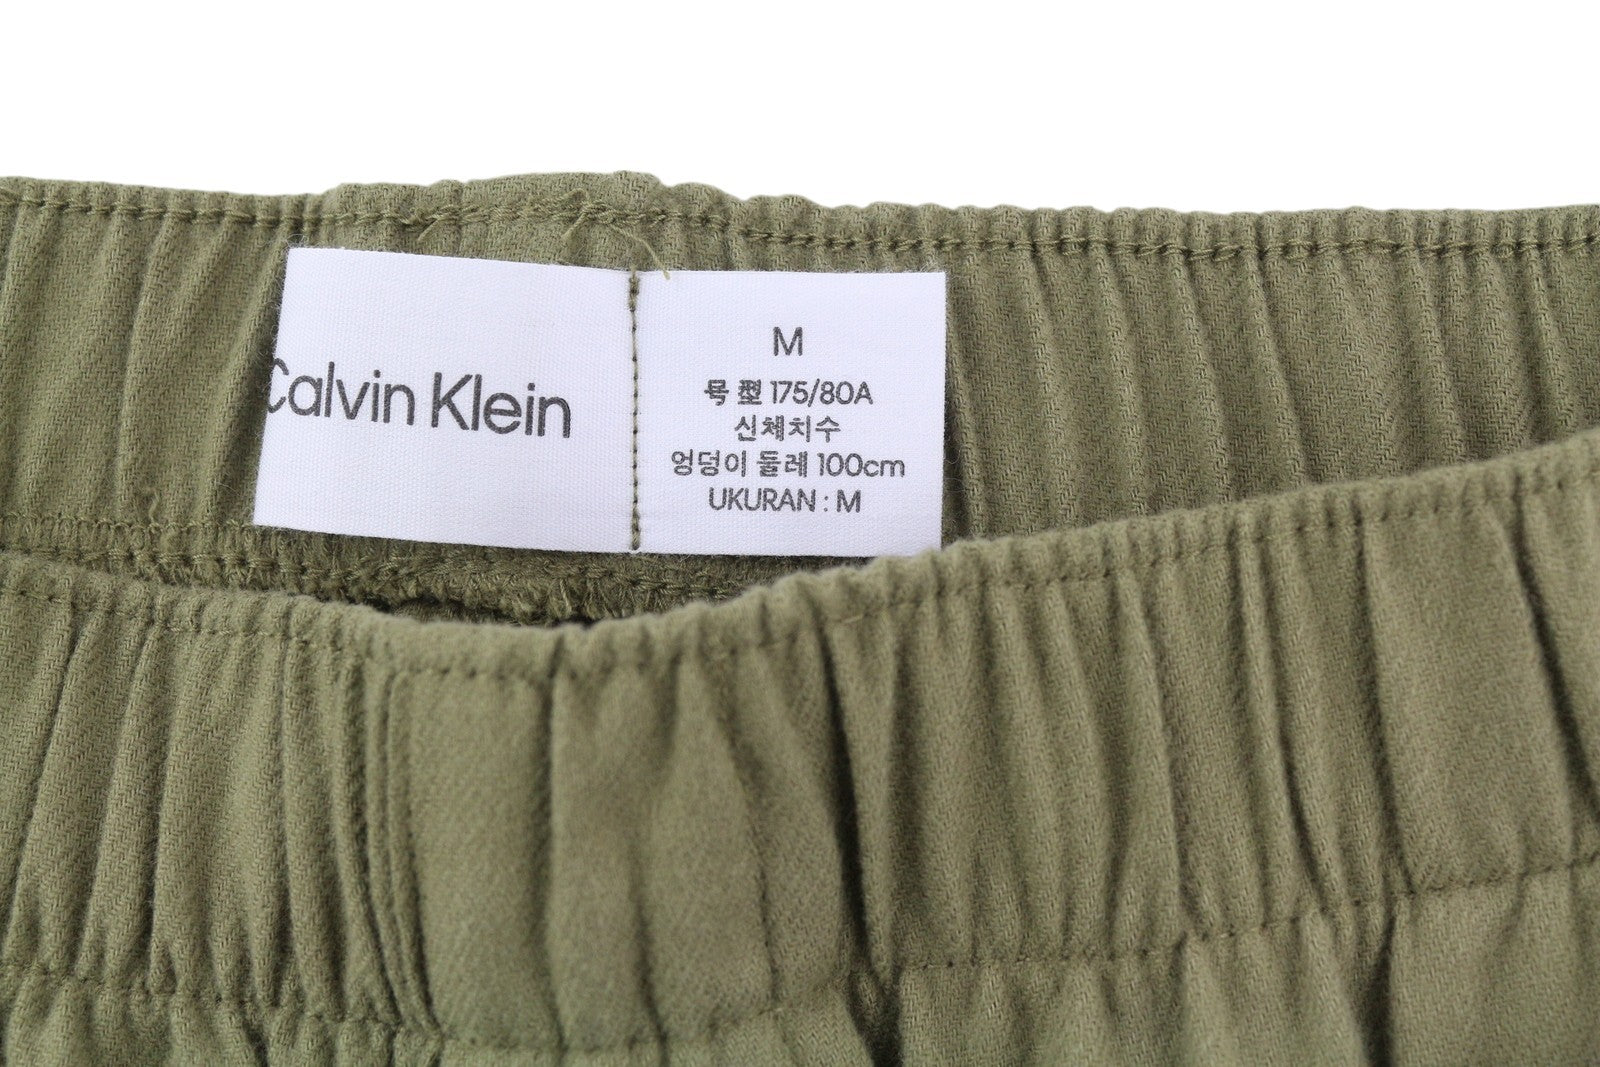 Calvin Klein
M
号型 175/80A
신체치수
엉덩이 둘레 100cm
UKURAN : M